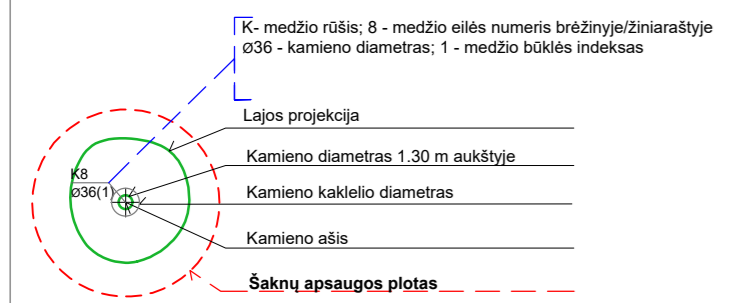 K- medžio rūšis; 8 - medžio eilės numeris brėžinyje/žiniaraštyje
Ø36 - kamieno diametras; 1 - medžio būklės indeksas
Lajos projekcija
Kamieno diametras 1.30 m aukštyje
K8
Ø36(1)
Kamieno kaklelio diametras
Kamieno ašis
Šaknų apsaugos plotas